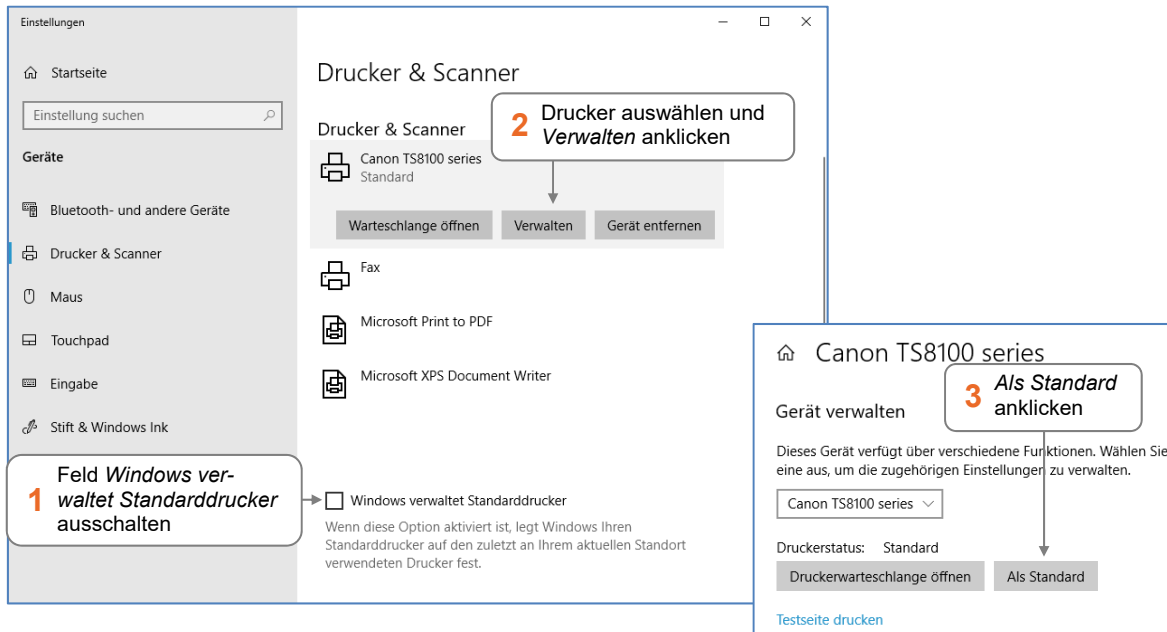 Einstellungen
Startseite
Einstellung suchen
Geräte
Bluetooth- und andere Geräte
Drucker & Scanner
Maus
Touchpad
Eingabe
Stift & Windows Ink
1 Feld Windows ver-
waltet Standarddrucker
ausschalten
Drucker & Scanner
2 Drucker auswählen und
Verwalten anklicken
Drucker & Scanner
Canon TS8100 series
Standard
Warteschlange öffnen Verwalten Gerät entfernen
Fax
Microsoft Print to PDF
Microsoft XPS Document Writer
Windows verwaltet Standarddrucker
Wenn diese Option aktiviert ist, legt Windows Ihren
Standarddrucker auf den zuletzt an Ihrem aktuellen Standort
verwendeten Drucker fest.
Canon TS8100 series
3 Als Standard
anklicken
Gerät verwalten
Dieses Gerät verfügt über verschiedene Funktionen. Wählen Sie
eine aus, um die zugehörigen Einstellungen zu verwalten.
Canon TS8100 series
Druckerstatus: Standard
Druckerwarteschlange öffnen Als Standard
Testseite drucken